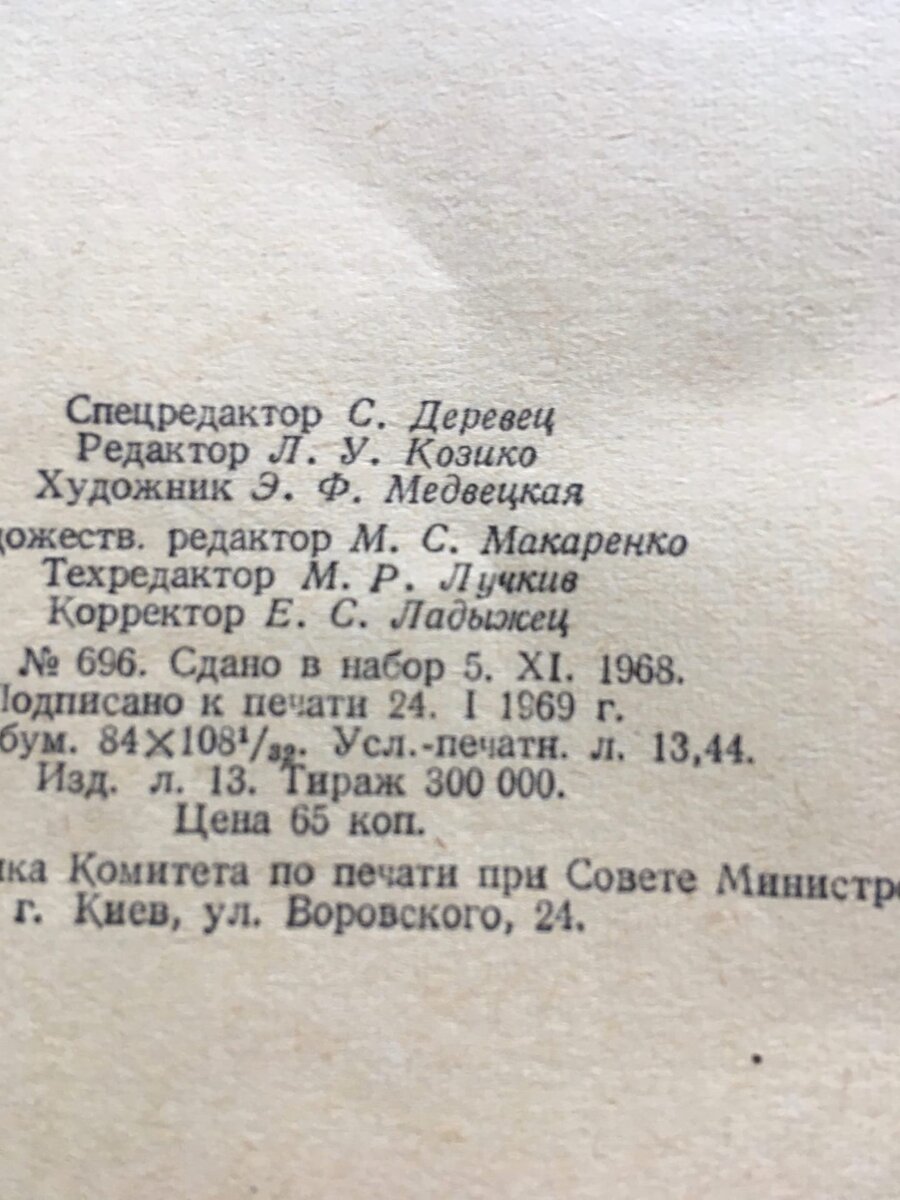 Спецредактор С. Деревец
Редактор Л. У. Козико
Художник Э. Ф. Медвецкая
дожеств. редактор М. С. Макаренко
Техредактор М. Р. Лучкив
Корректор Е. С. Ладыжец
№ 696. Сдано в набор 5. XI. 1968.
Подписано к печати 24. I 1969 г.
бум. 84×108¹/₃₂. Усл.-печатн. л. 13,44.
Изд. л. 13. Тираж 300 000.
Цена 65 коп.
ика Комитета по печати при Совете Министро
г. Киев, ул. Воровского, 24.